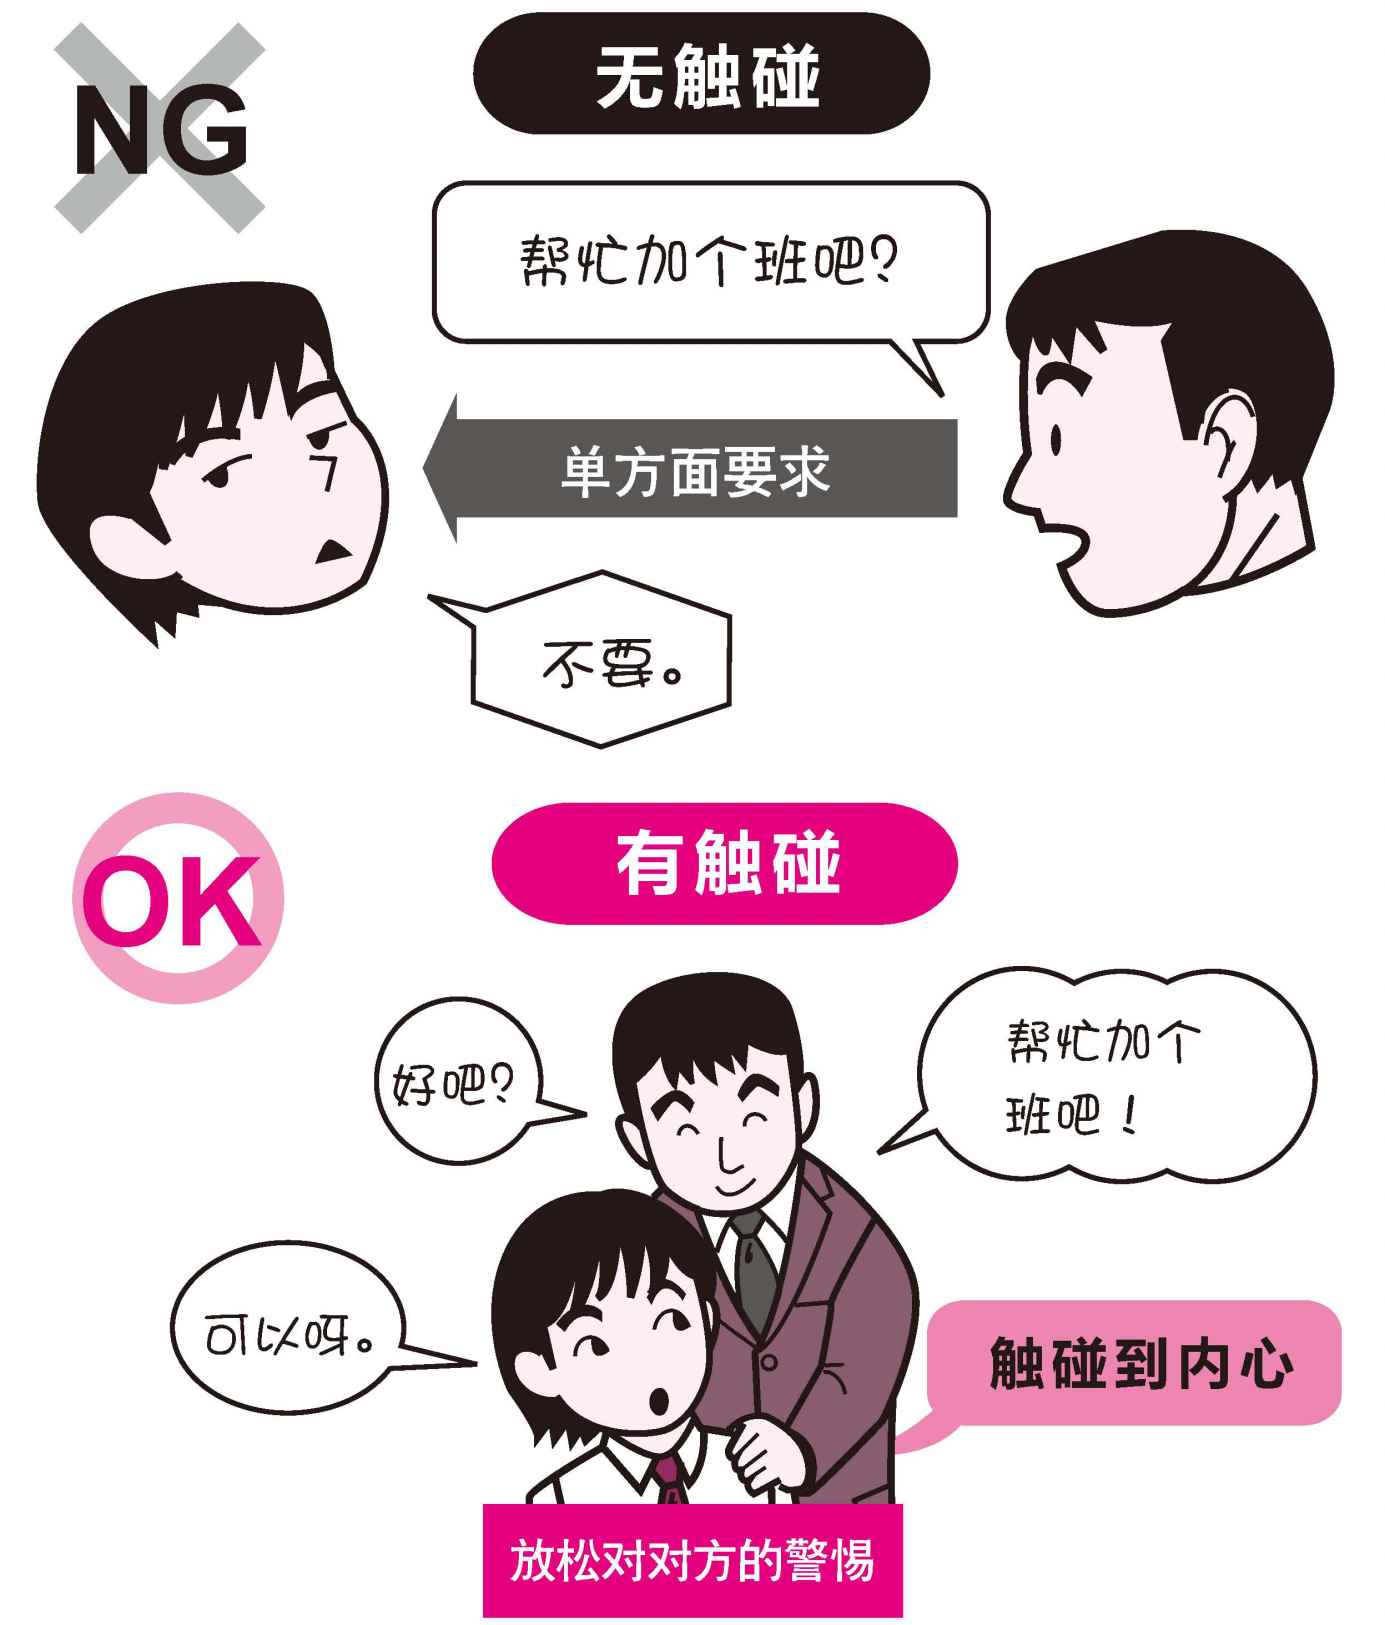 NG
无触碰
帮忙加个班吧？
单方面要求
不要。
OK
有触碰
好吧？
帮忙加个
班吧！
可以呀。
触碰到内心
放松对对方的警惕